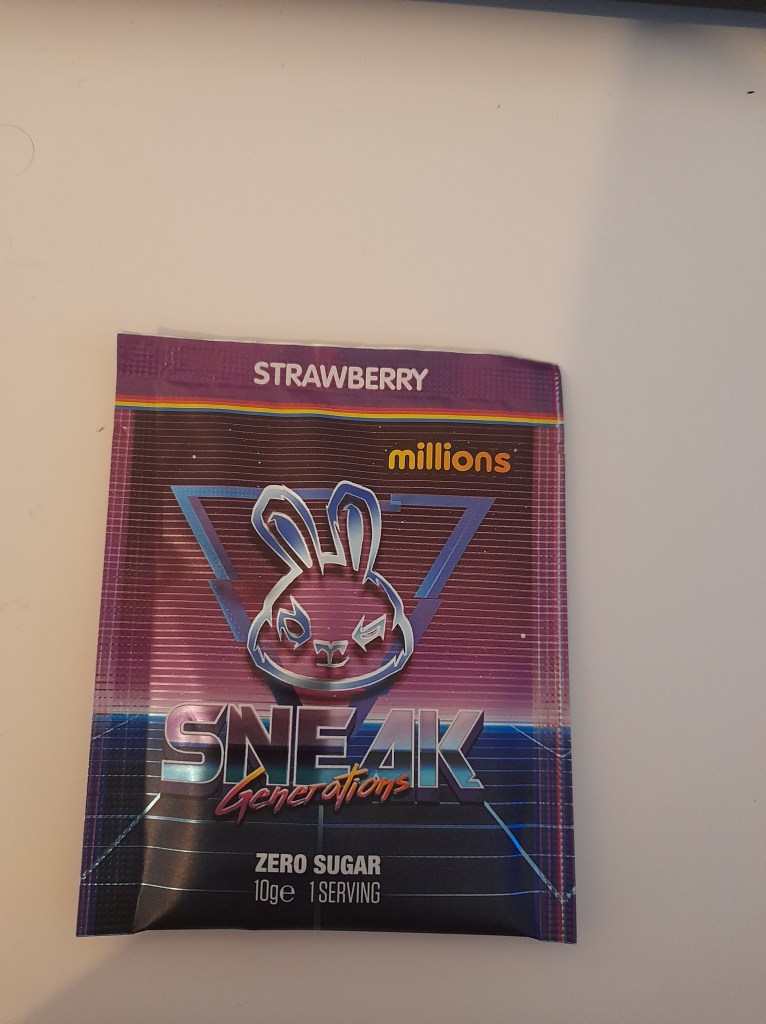 STRAWBERRY
millions
SNEAK
Generations
ZERO SUGAR
10g℮ 1 SERVING